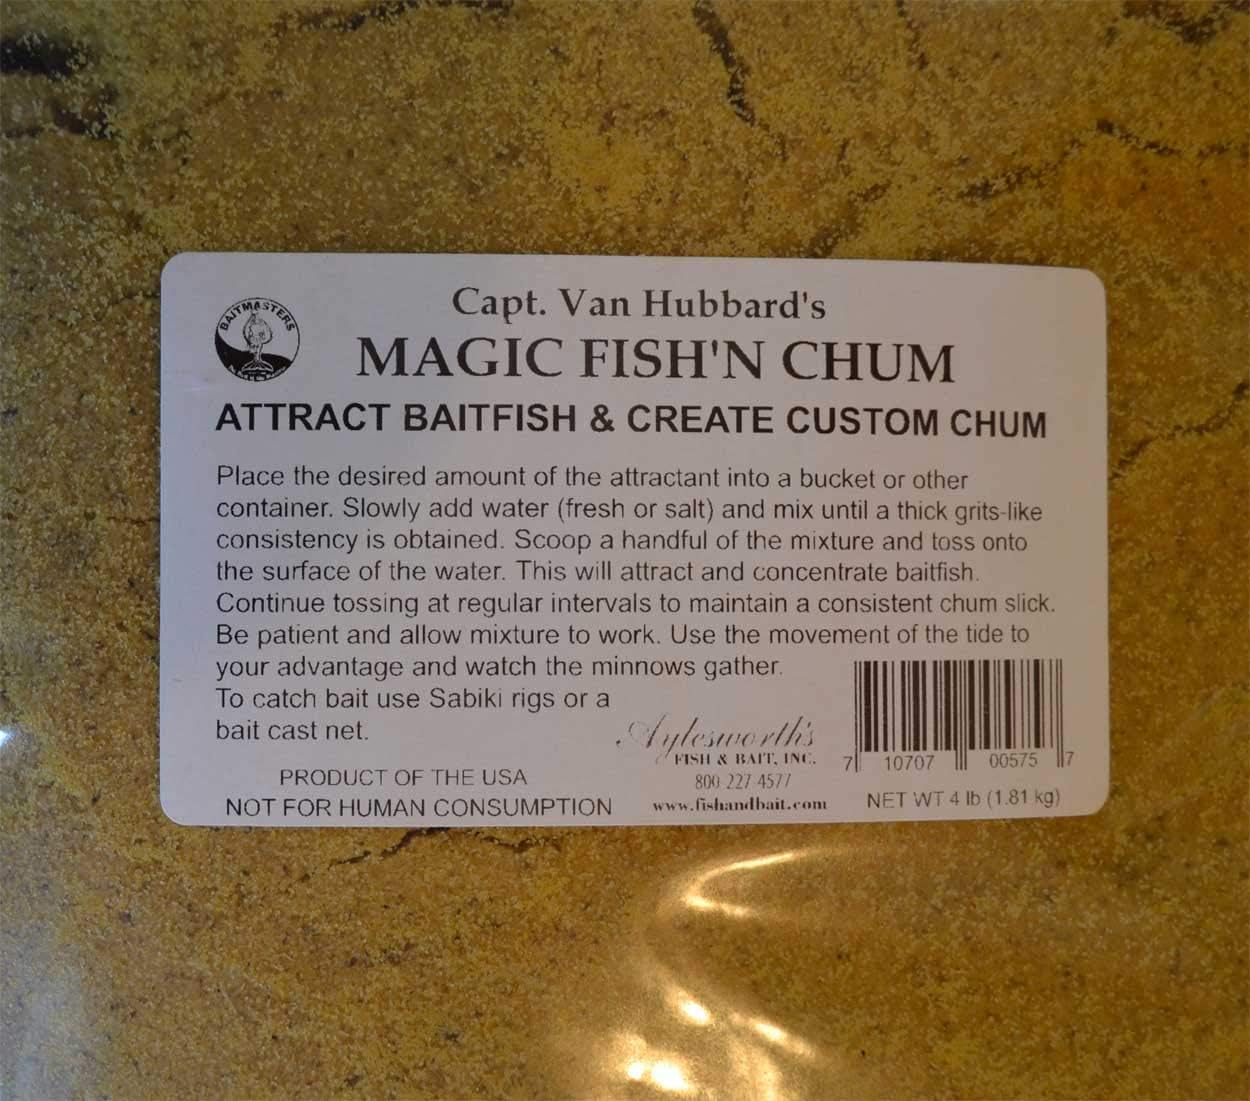 BAITMASTERS
Capt. Van Hubbard's
MAGIC FISH'N CHUM
ATTRACT BAITFISH & CREATE CUSTOM CHUM
Place the desired amount of the attractant into a bucket or other
container. Slowly add water (fresh or salt) and mix until a thick grits-like
consistency is obtained. Scoop a handful of the mixture and toss onto
the surface of the water. This will attract and concentrate baitfish.
Continue tossing at regular intervals to maintain a consistent chum slick.
Be patient and allow mixture to work. Use the movement of the tide to
your advantage and watch the minnows gather.
To catch bait use Sabiki rigs or a
bait cast net.
PRODUCT OF THE USA
NOT FOR HUMAN CONSUMPTION
Aylesworth's
FISH & BAIT, INC.
800 227 4577
www.fishandbait.com
7 10707 00575 7
NET WT 4 lb (1.81 kg)